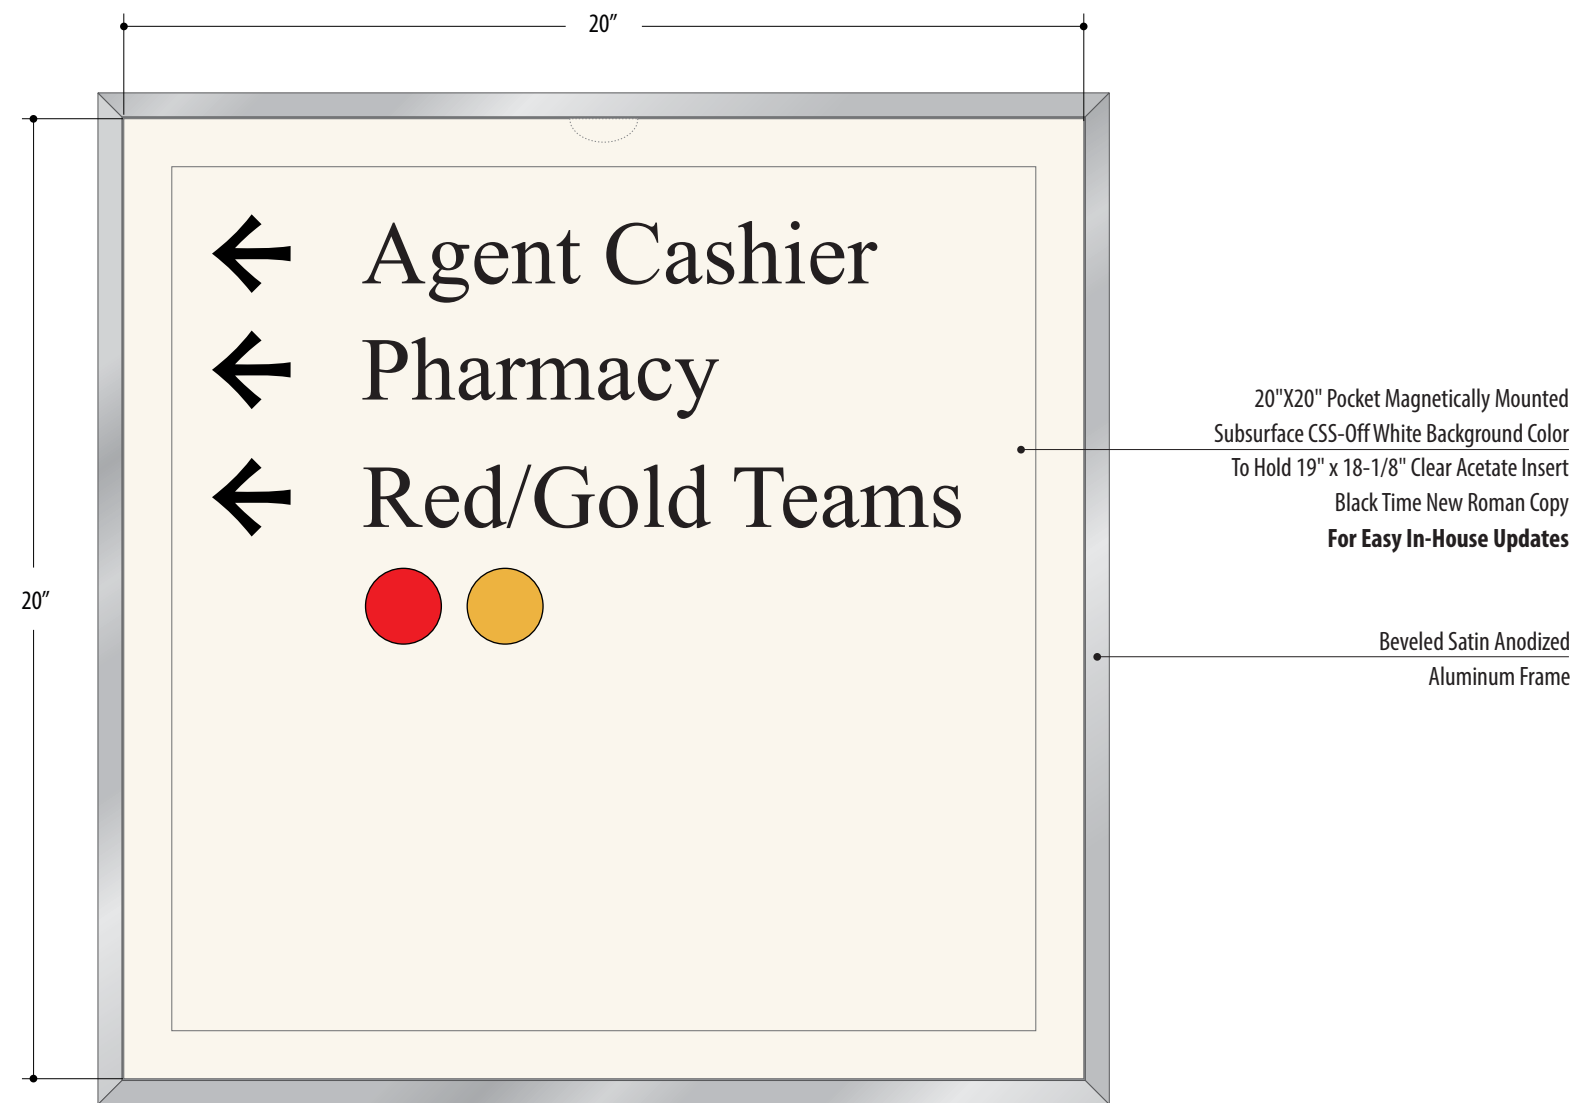 20”
Agent Cashier
Pharmacy
Red/Gold Teams
20”
20"X20" Pocket Magnetically Mounted
Subsurface CSS-Off White Background Color
To Hold 19" x 18-1/8" Clear Acetate Insert
Black Time New Roman Copy
For Easy In-House Updates
Beveled Satin Anodized
Aluminum Frame